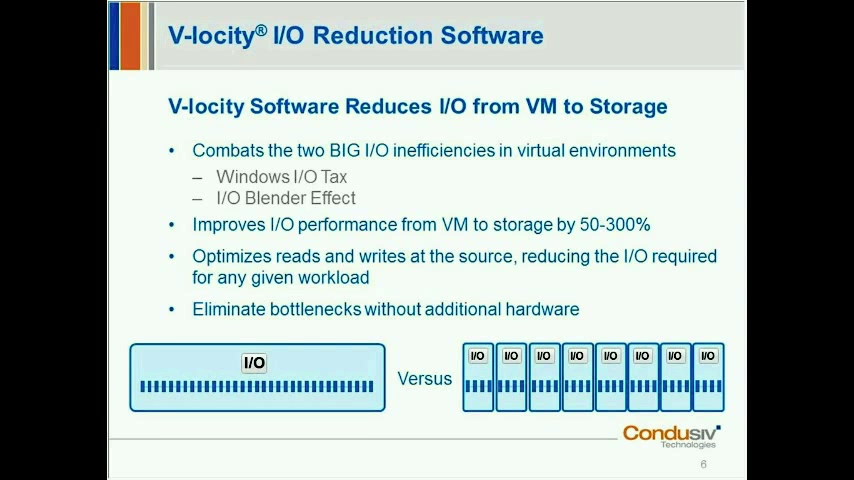 V-locity® I/O Reduction Software
V-locity Software Reduces I/O from VM to Storage
• Combats the two BIG I/O inefficiencies in virtual environments
– Windows I/O Tax
– I/O Blender Effect
• Improves I/O performance from VM to storage by 50-300%
• Optimizes reads and writes at the source, reducing the I/O required
for any given workload
• Eliminate bottlenecks without additional hardware
I/O
Versus
I/O I/O I/O I/O I/O I/O I/O I/O
Condusiv
Technologies
6